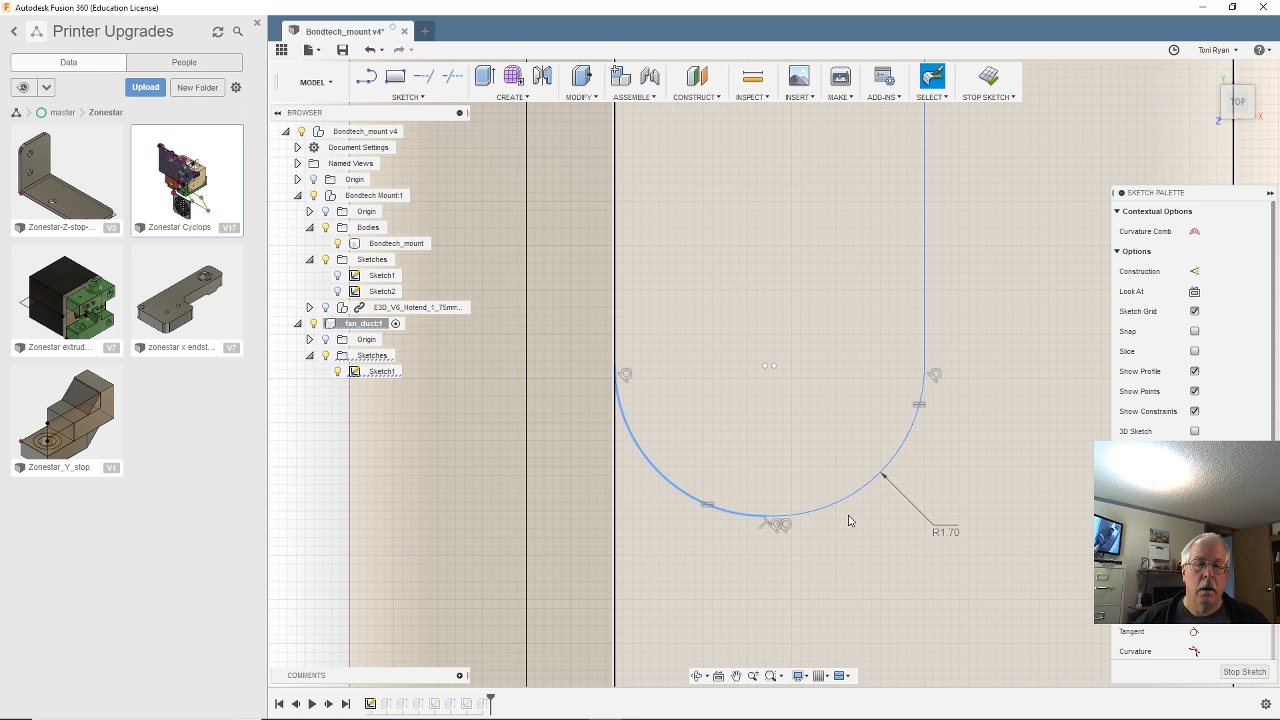 Autodesk Fusion 360 (Education License)
Printer Upgrades
Bondtech_mount v4*
Toni Ryan
Data
People
Upload
New Folder
MODEL
SKETCH
CREATE
MODIFY
ASSEMBLE
CONSTRUCT
INSPECT
INSERT
MAKE
ADD-INS
SELECT
STOP SKETCH
master
Zonestar
BROWSER
TOP
Y
X
Z
Bondtech_mount v4
Document Settings
Named Views
Origin
Bondtech Mount:1
Origin
Bodies
Bondtech_mount
Sketches
Sketch1
Sketch2
E3D_V6_Hotend_1_75mm...
fan_duct:1
Origin
Sketches
Sketch1
Zonestar-Z-stop-...
V3
Zonestar Cyclops
V17
Zonestar extrud...
V7
zonestar x endst...
V7
Zonestar_Y_stop
V1
SKETCH PALETTE
Contextual Options
Curvature Comb
Options
Construction
Look At
Sketch Grid
Snap
Slice
Show Profile
Show Points
Show Constraints
3D Sketch
R1.70
Tangent
Curvature
Stop Sketch
COMMENTS